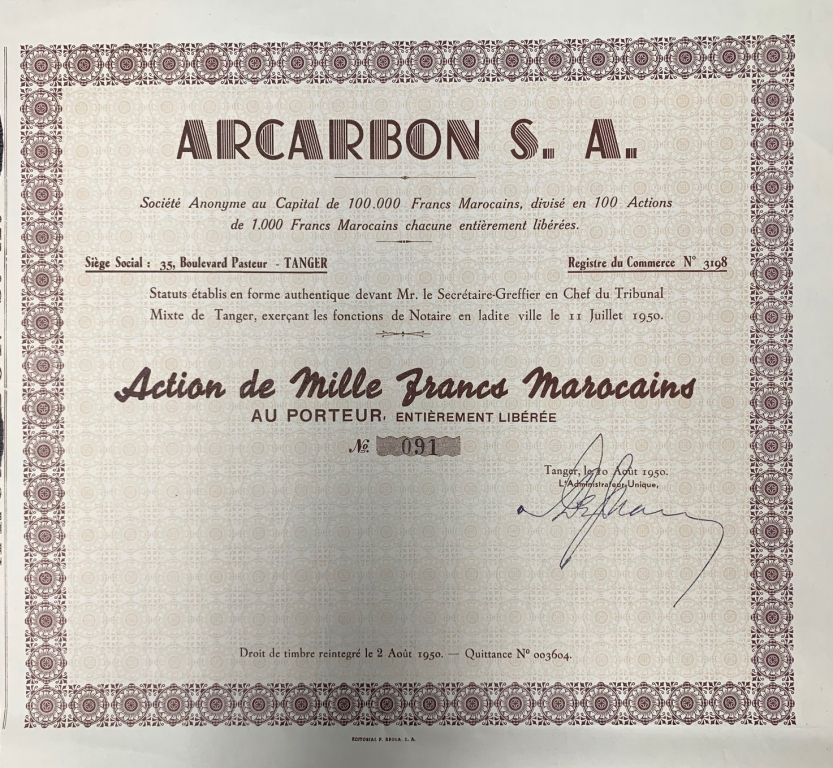 ARCARBON S. A.
Société Anonyme au Capital de 100.000 Francs Marocains, divisé en 100 Actions
de 1.000 Francs Marocains chacune entièrement libérées.
Siège Social : 35, Boulevard Pasteur - TANGER
Registre du Commerce N° 3198
Statuts établis en forme authentique devant Mr. le Secrétaire-Greffier en Chef du Tribunal
Mixte de Tanger, exerçant les fonctions de Notaire en ladite ville le 11 Juillet 1950.
Action de Mille Francs Marocains
AU PORTEUR, ENTIÈREMENT LIBÉRÉE
No. 091
Tanger, le 10 Août 1950.
L'Administrateur-Unique,
Droit de timbre reintegré le 2 Août 1950. — Quittance N° 003604.
EDITORIAL F. S. A.